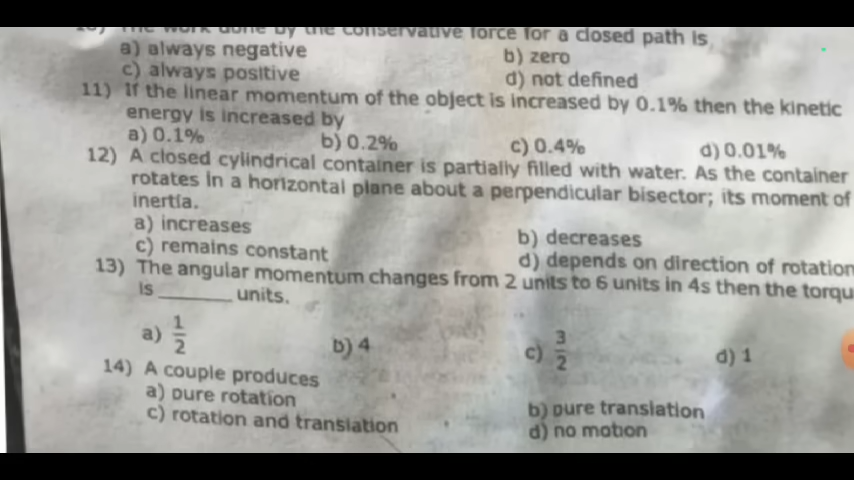 done by the conservative force for a closed path is
a) always negative b) zero
c) always positive d) not defined
11) If the linear momentum of the object is increased by 0.1% then the kinetic
energy is increased by
a) 0.1% b) 0.2% c) 0.4% d) 0.01%
12) A closed cylindrical container is partially filled with water. As the container
rotates in a horizontal plane about a perpendicular bisector; its moment of
inertia.
a) increases b) decreases
c) remains constant d) depends on direction of rotation
13) The angular momentum changes from 2 units to 6 units in 4s then the torqu
is ______ units.
a) 1/2 b) 4 c) 3/2 d) 1
14) A couple produces
a) pure rotation b) pure translation
c) rotation and translation d) no motion